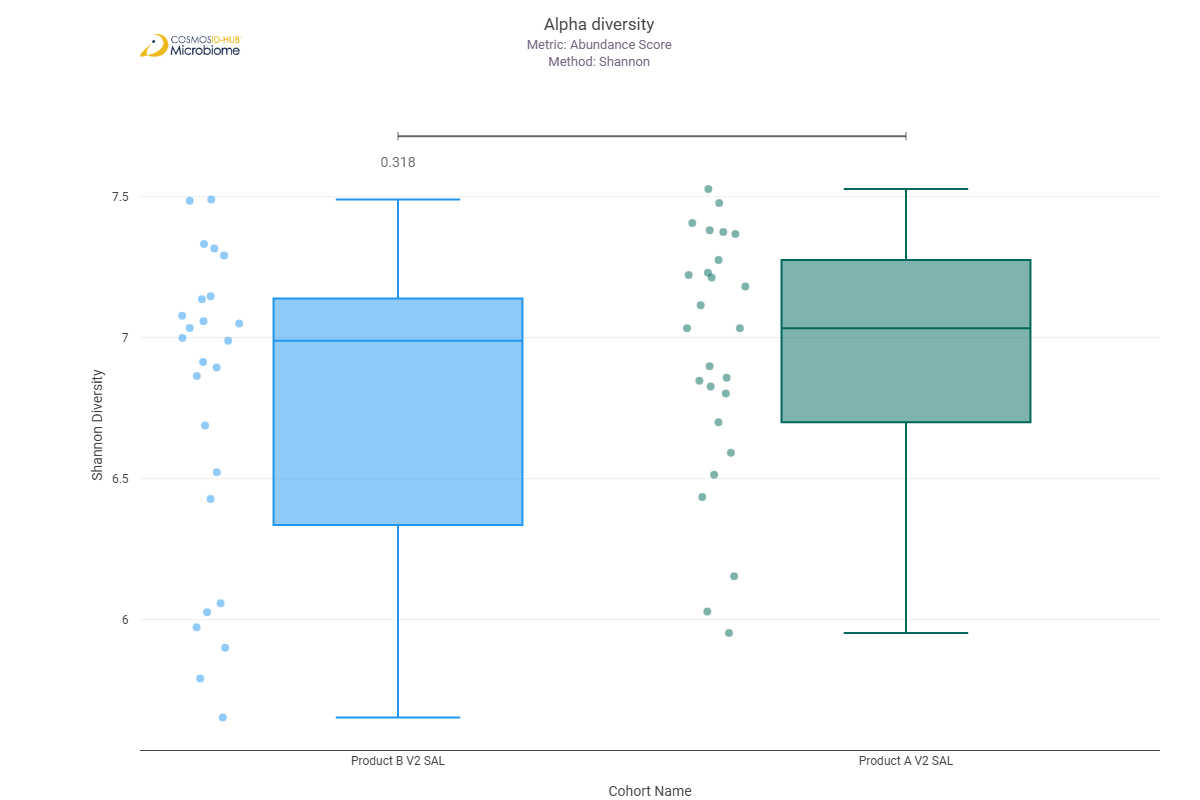 Alpha diversity
Metric: Abundance Score
Method: Shannon
COSMOSID-HUB
Microbiome
0.318
7.5
7
6.5
6
Shannon Diversity
Product B V2 SAL
Product A V2 SAL
Cohort Name